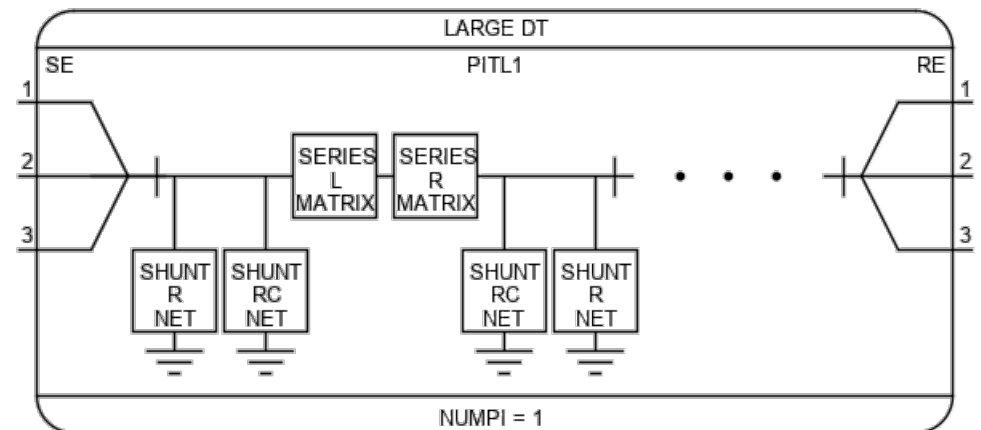 LARGE DT
SE PITL1 RE
1 1
SERIES L MATRIX
SERIES R MATRIX
2 2
3 3
SHUNT R NET
SHUNT RC NET
SHUNT RC NET
SHUNT R NET
NUMPI = 1